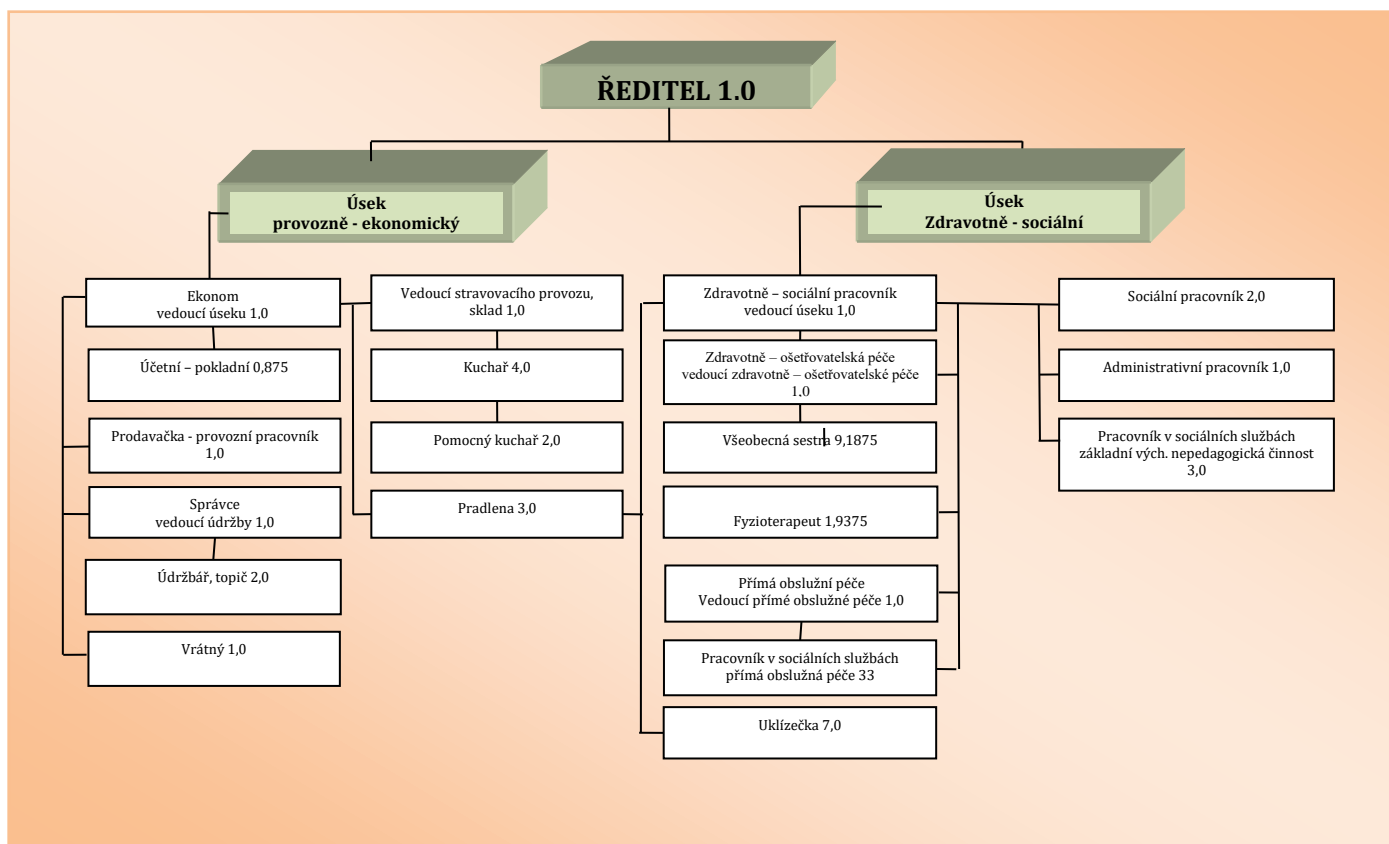 ŘEDITEL 1.0
Úsek
provozně - ekonomický
Úsek
Zdravotně - sociální
Ekonom
vedoucí úseku 1,0
Účetní – pokladní 0,875
Prodavačka - provozní pracovník
1,0
Správce
vedoucí údržby 1,0
Údržbář, topič 2,0
Vrátný 1,0
Vedoucí stravovacího provozu,
sklad 1,0
Kuchař 4,0
Pomocný kuchař 2,0
Pradlena 3,0
Zdravotně – sociální pracovník
vedoucí úseku 1,0
Zdravotně – ošetřovatelská péče
vedoucí zdravotně – ošetřovatelské péče
1,0
Všeobecná sestra 9,1875
Fyzioterapeut 1,9375
Přímá obslužní péče
Vedoucí přímé obslužné péče 1,0
Pracovník v sociálních službách
přímá obslužná péče 33
Uklízečka 7,0
Sociální pracovník 2,0
Administrativní pracovník 1,0
Pracovník v sociálních službách
základní vých. nepedagogická činnost
3,0